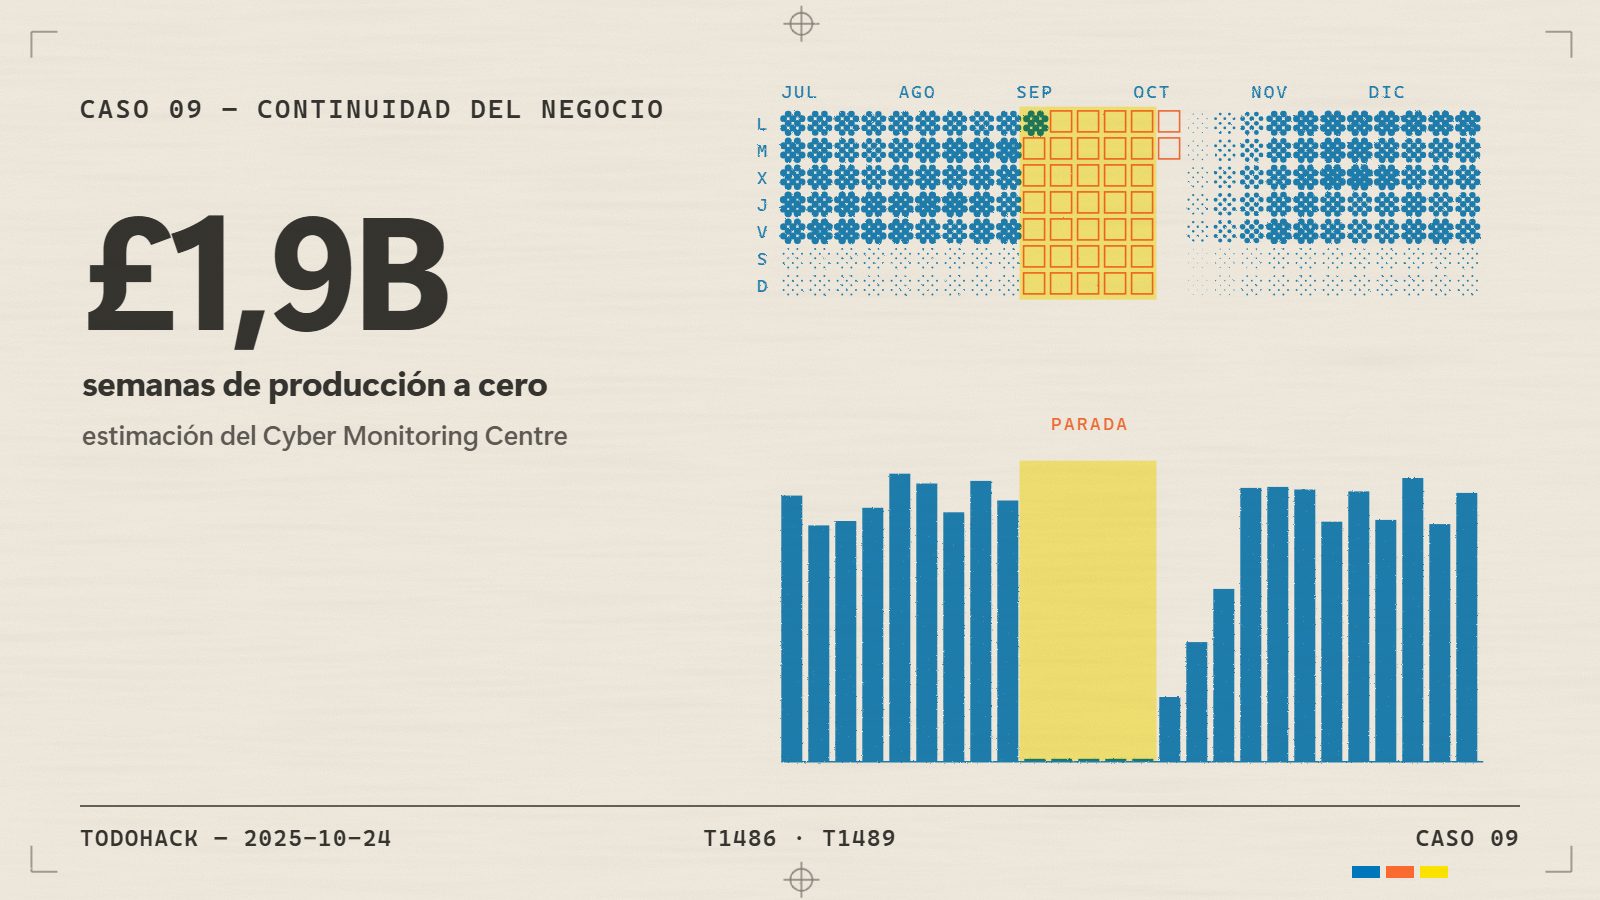 CASO 09 — CONTINUIDAD DEL NEGOCIO
£1,9B
semanas de producción a cero
estimación del Cyber Monitoring Centre
JUL AGO SEP OCT NOV DIC
L
M
X
J
V
S
D
PARADA
TODOHACK — 2025-10-24
T1486 · T1489
CASO 09